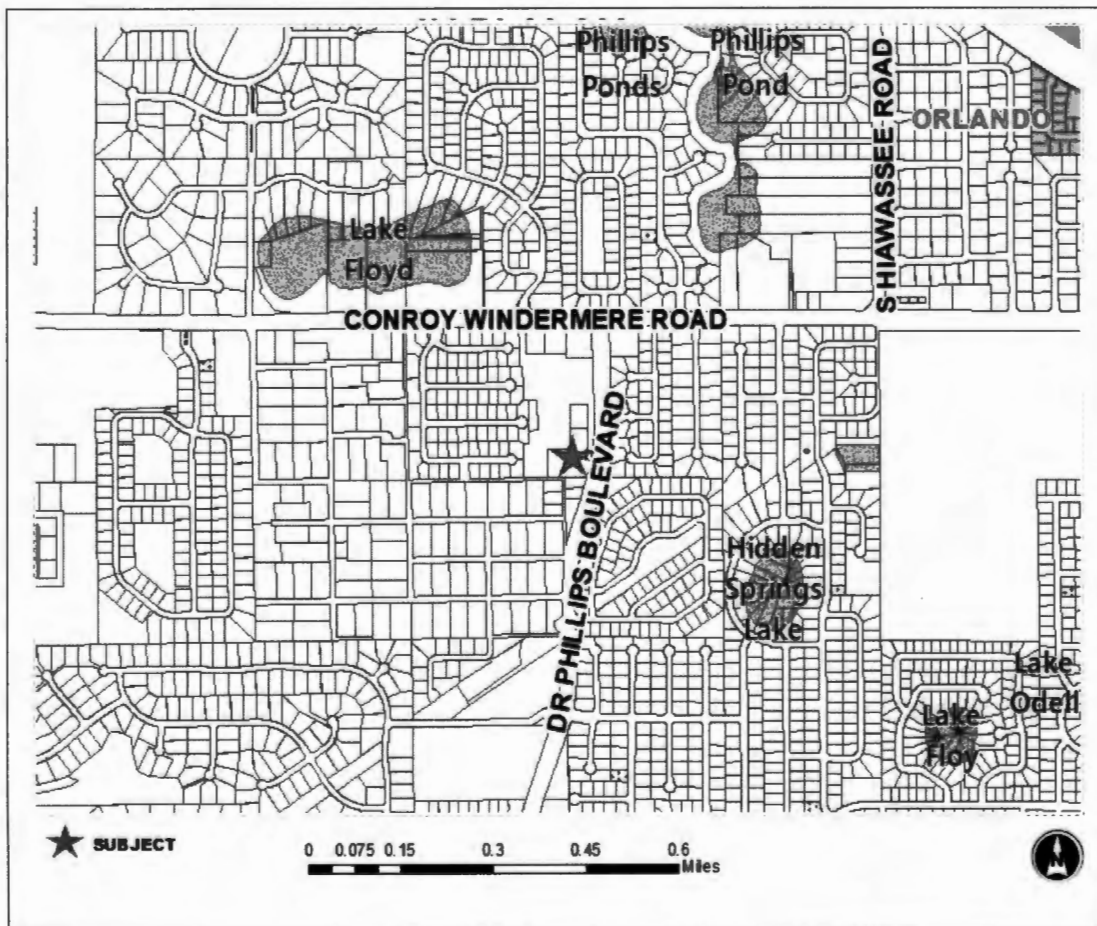 Phillips Ponds
Phillips Pond
S HIAWASSEE ROAD
ORLANDO
Lake Floyd
CONROY WINDERMERE ROAD
DR PHILLIPS BOULEVARD
Hidden Springs Lake
Lake Odell
Lake Floy
SUBJECT
0 0.075 0.15 0.3 0.45 0.6
Miles
N